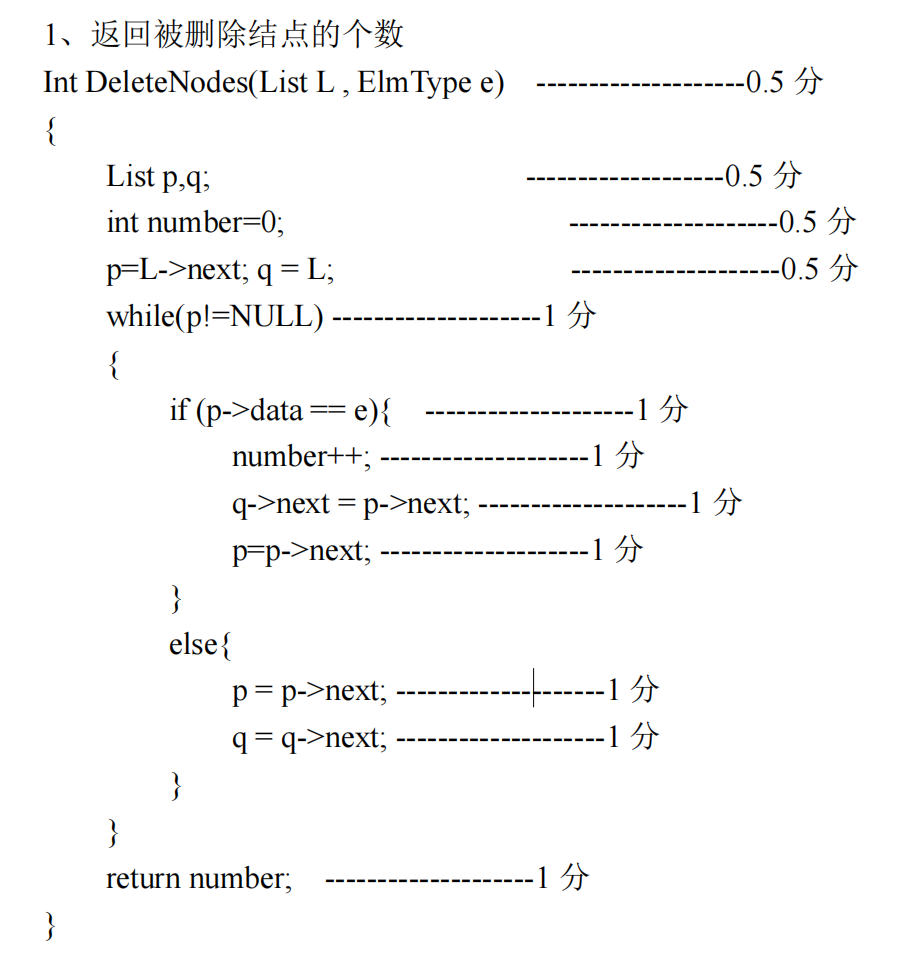 1、返回被删除结点的个数
Int DeleteNodes(List L , ElmType e) --------------------0.5 分
{
List p,q; -------------------0.5 分
int number=0; --------------------0.5 分
p=L->next; q = L; --------------------0.5 分
while(p!=NULL) --------------------1 分
{
if (p->data == e){ --------------------1 分
number++; --------------------1 分
q->next = p->next; --------------------1 分
p=p->next; --------------------1 分
}
else{
p = p->next; --------------------1 分
q = q->next; --------------------1 分
}
}
return number; --------------------1 分
}